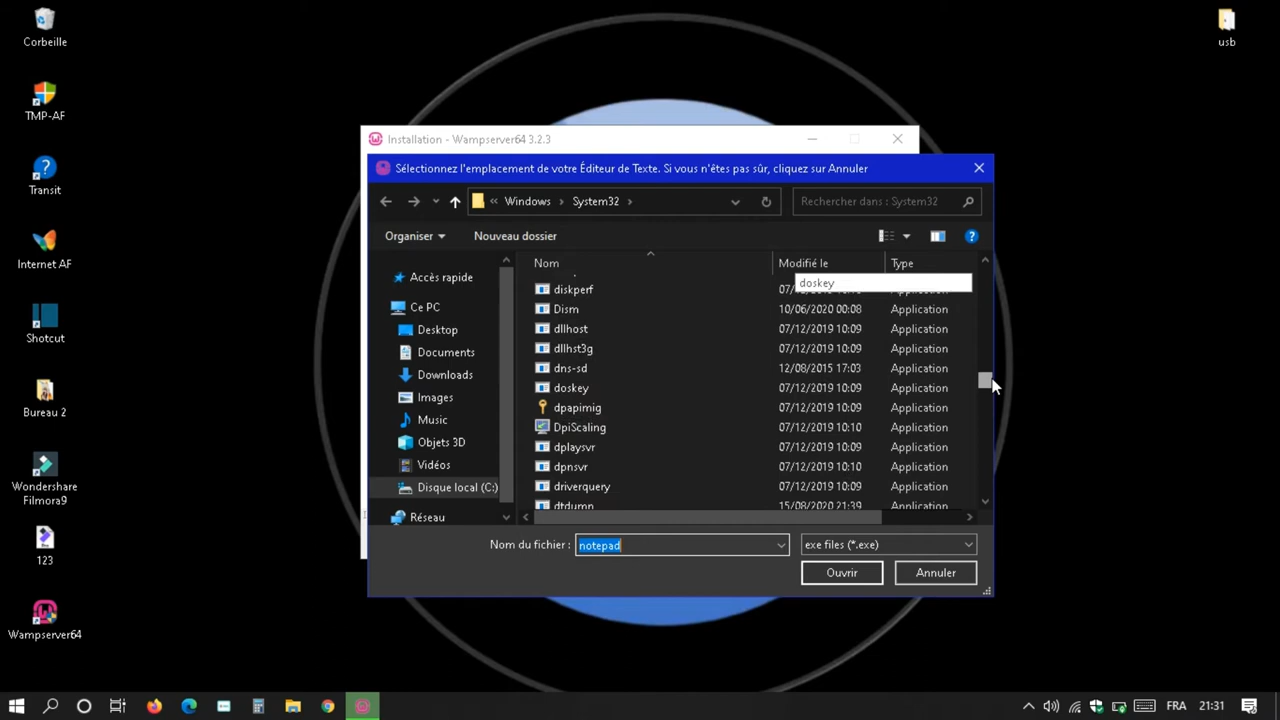 Corbeille
usb
TMP-AF
Transit
Internet AF
Shotcut
Bureau 2
Wondershare
Filmora9
123
Wampserver64
Installation - Wampserver64 3.2.3
Sélectionnez l'emplacement de votre Éditeur de Texte. Si vous n'êtes pas sûr, cliquez sur Annuler
« Windows › System32 ›
Rechercher dans : System32
Organiser
Nouveau dossier
Nom Modifié le Type
Accès rapide
Ce PC
Desktop
Documents
Downloads
Images
Music
Objets 3D
Vidéos
Disque local (C:)
Réseau
doskey
diskperf
Dism 10/06/2020 00:08 Application
dllhost 07/12/2019 10:09 Application
dllhst3g 07/12/2019 10:09 Application
dns-sd 12/08/2015 17:03 Application
doskey 07/12/2019 10:09 Application
dpapimig 07/12/2019 10:09 Application
DpiScaling 07/12/2019 10:10 Application
dplaysvr 07/12/2019 10:09 Application
dpnsvr 07/12/2019 10:10 Application
driverquery 07/12/2019 10:09 Application
dtdump 15/08/2020 21:39 Application
Nom du fichier : notepad
exe files (*.exe)
Ouvrir
Annuler
FRA 21:31